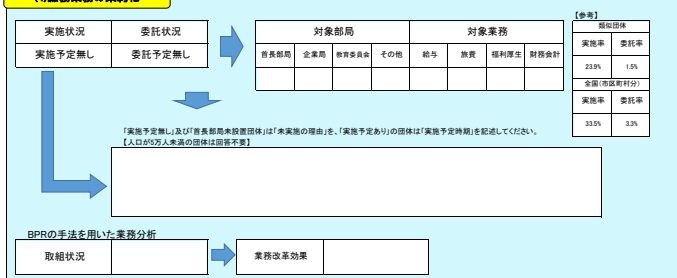 【参考】
実施状況 委託状況
実施予定無し 委託予定無し
対象部局 対象業務
首長部局 企業局 教育委員会 その他 給与 旅費 福利厚生 財務会計
類似団体
実施率 委託率
23.9% 1.5%
全国(市区町村分)
実施率 委託率
33.5% 3.3%
「実施予定無し」及び「首長部局未設置団体」は「未実施の理由」を、「実施予定あり」の団体は「実施予定時期」を記述してください。
【人口が5万人未満の団体は回答不要】
BPRの手法を用いた業務分析
取組状況 業務改革効果